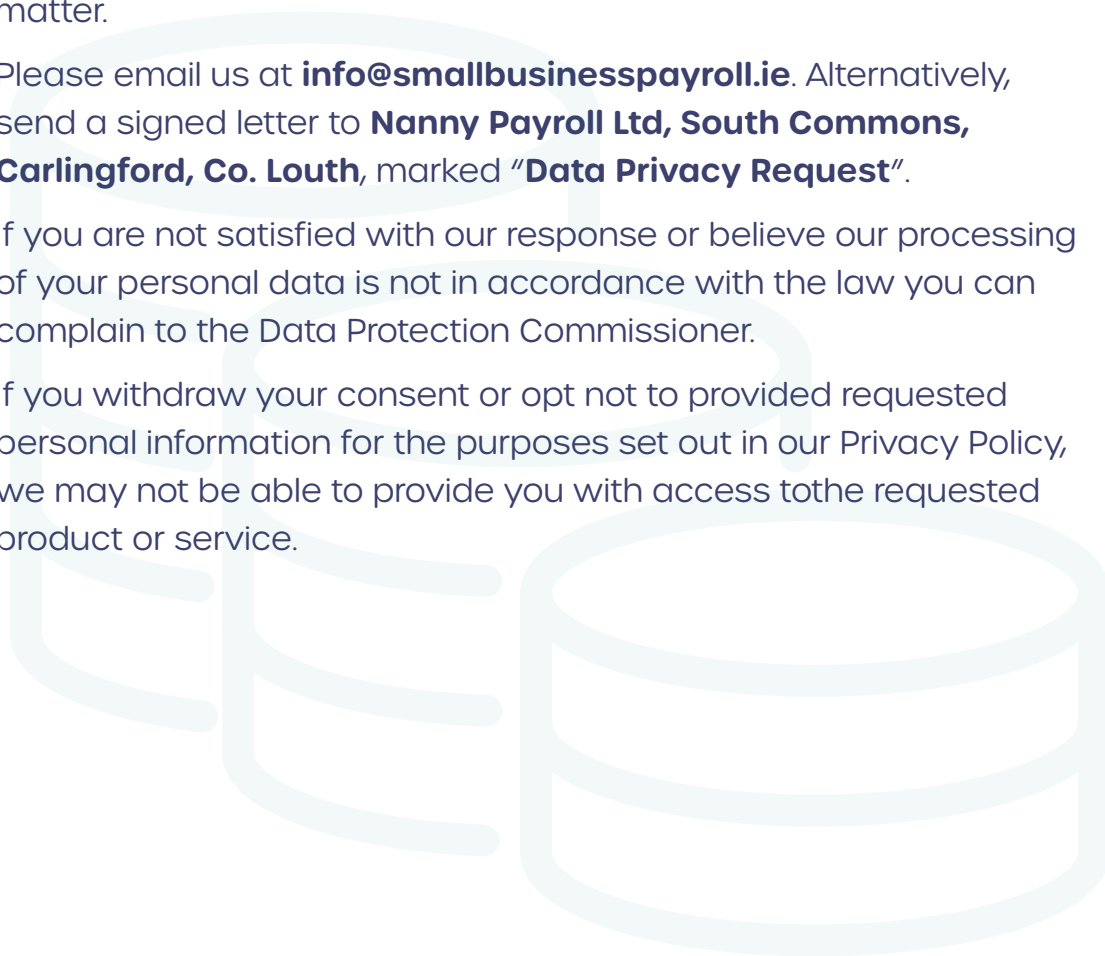 matter.
Please email us at info@smallbusinesspayroll.ie. Alternatively,
send a signed letter to Nanny Payroll Ltd, South Commons,
Carlingford, Co. Louth, marked “Data Privacy Request”.
If you are not satisfied with our response or believe our processing
of your personal data is not in accordance with the law you can
complain to the Data Protection Commissioner.
If you withdraw your consent or opt not to provided requested
personal information for the purposes set out in our Privacy Policy,
we may not be able to provide you with access tothe requested
product or service.